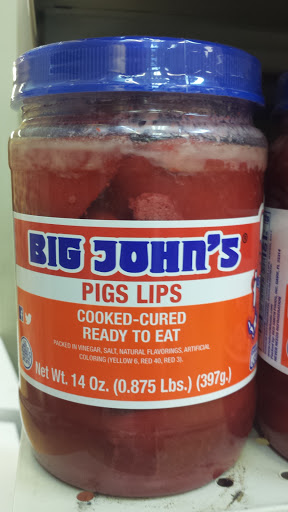 BIG JOHN'S®
PIGS LIPS
COOKED-CURED
READY TO EAT
PACKED IN VINEGAR, SALT, NATURAL FLAVORINGS, ARTIFICIAL
COLORING (YELLOW 6, RED 40, RED 3).
Net Wt. 14 Oz. (0.875 Lbs.) (397g.)